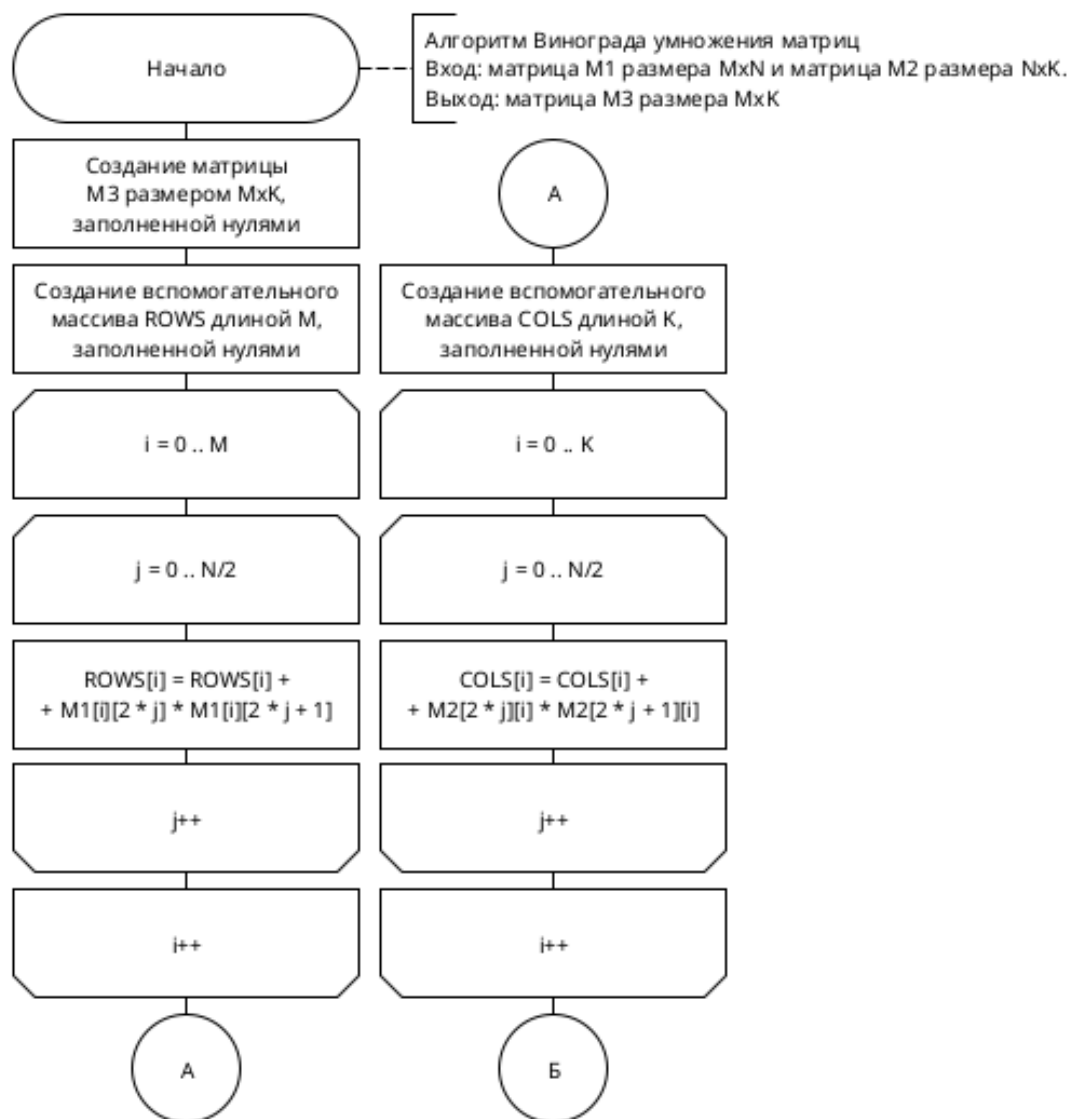 Начало
Алгоритм Винограда умножения матриц
Вход: матрица M1 размера MxN и матрица M2 размера NxK.
Выход: матрица M3 размера MxK
Создание матрицы
M3 размером MxK,
заполненной нулями
Создание вспомогательного
массива ROWS длиной M,
заполненной нулями
i = 0 .. M
j = 0 .. N/2
ROWS[i] = ROWS[i] +
+ M1[i][2 * j] * M1[i][2 * j + 1]
j++
i++
А
А
Создание вспомогательного
массива COLS длиной K,
заполненной нулями
i = 0 .. K
j = 0 .. N/2
COLS[i] = COLS[i] +
+ M2[2 * j][i] * M2[2 * j + 1][i]
j++
i++
Б